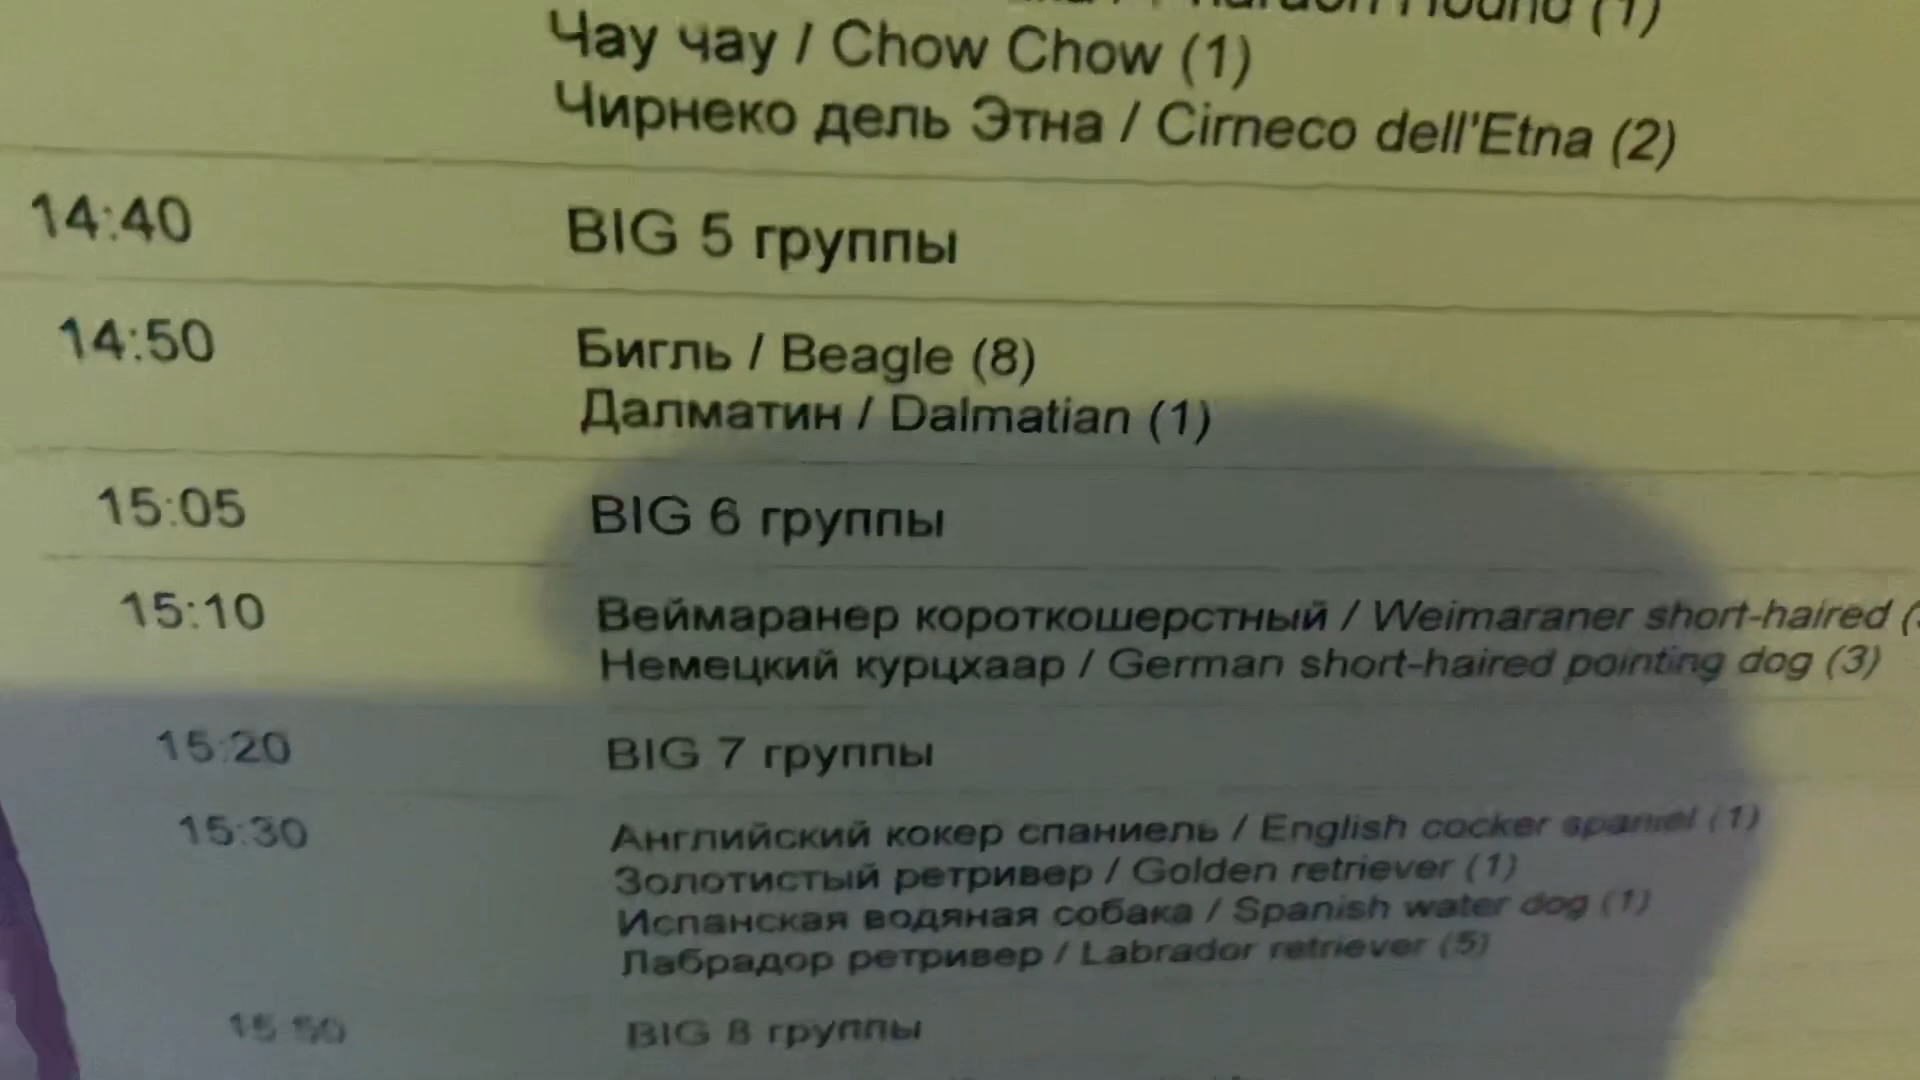 Hound (1)
Чау чау / Chow Chow (1)
Чирнеко дель Этна / Cirneco dell'Etna (2)
14:40 BIG 5 группы
14:50 Бигль / Beagle (8)
Далматин / Dalmatian (1)
15:05 BIG 6 группы
15:10 Веймаранер короткошерстный / Weimaraner short-haired (
Немецкий курцхаар / German short-haired pointing dog (3)
15:20 BIG 7 группы
15:30 Английский кокер спаниель / English cocker spaniel (1)
Золотистый ретривер / Golden retriever (1)
Испанская водяная собака / Spanish water dog (1)
Лабрадор ретривер / Labrador retriever (5)
15:50 BIG 8 группы